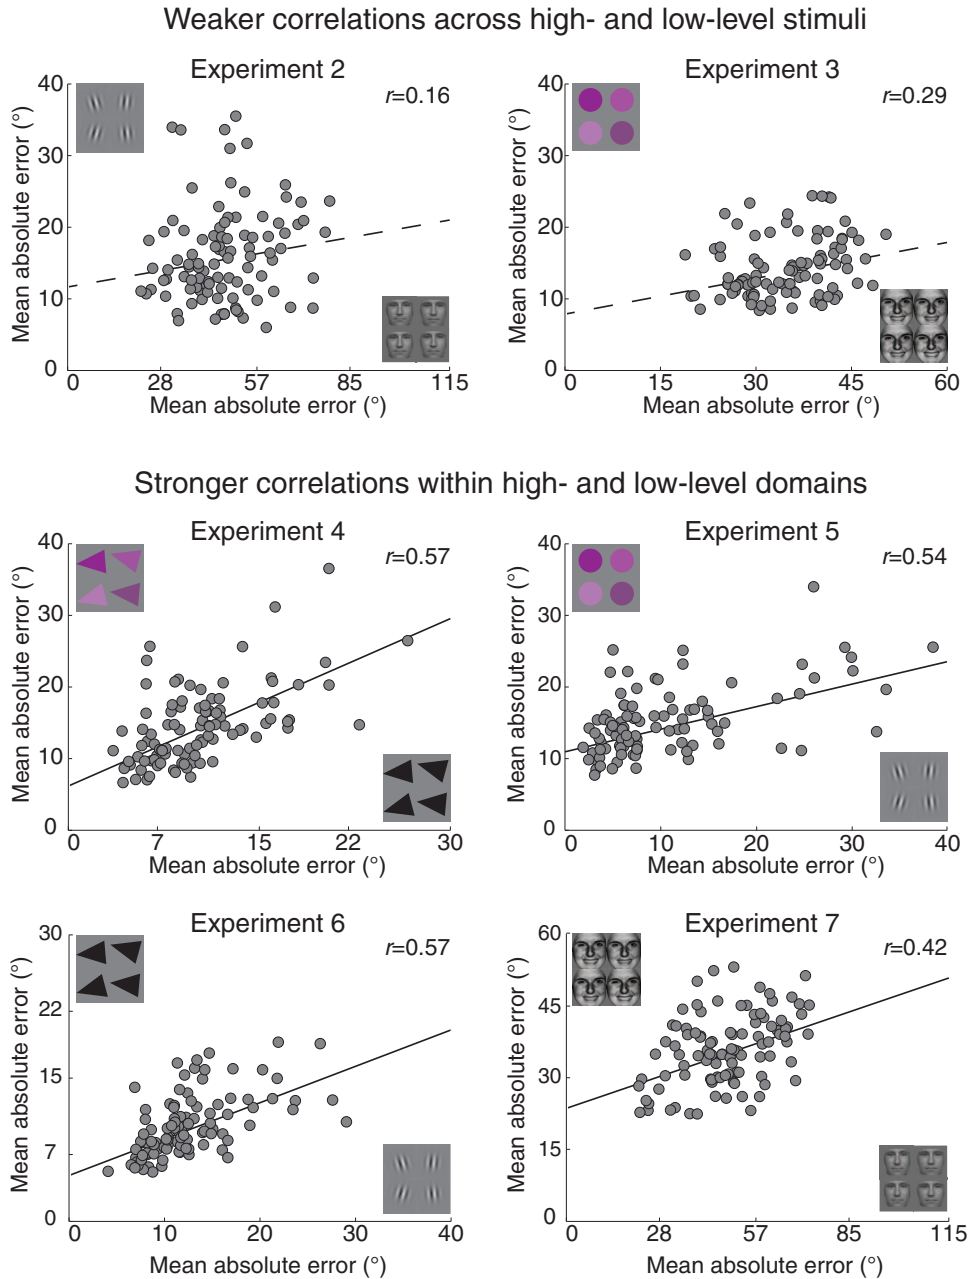 Weaker correlations across high- and low-level stimuli
Experiment 2
r=0.16
Mean absolute error (°)
40
30
20
10
0
0 28 57 85 115
Mean absolute error (°)
Experiment 3
r=0.29
Mean absolute error (°)
40
30
20
10
0
0 15 30 45 60
Mean absolute error (°)
Stronger correlations within high- and low-level domains
Experiment 4
r=0.57
Mean absolute error (°)
40
30
20
10
0
0 7 15 22 30
Mean absolute error (°)
Experiment 5
r=0.54
Mean absolute error (°)
40
30
20
10
0
0 10 20 30 40
Mean absolute error (°)
Experiment 6
r=0.57
Mean absolute error (°)
30
22
15
7
0
0 10 20 30 40
Mean absolute error (°)
Experiment 7
r=0.42
Mean absolute error (°)
60
45
30
15
0
0 28 57 85 115
Mean absolute error (°)